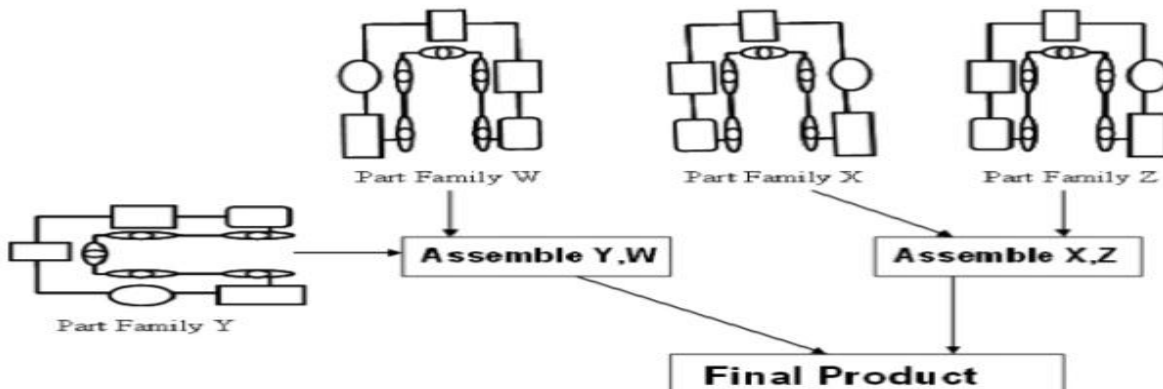 Part Family W
Part Family X
Part Family Z
Assemble Y,W
Assemble X,Z
Part Family Y
Final Product